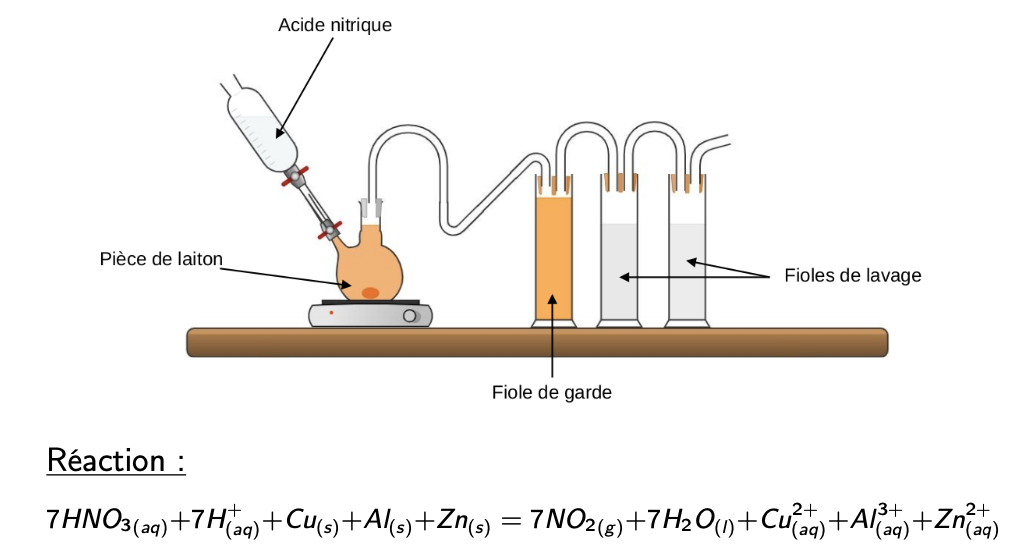 Acide nitrique
Pièce de laiton
Fioles de lavage
Fiole de garde
Réaction :
7HNO₃₍aq₎+7H⁺₍aq₎+Cu₍s₎+Al₍s₎+Zn₍s₎ = 7NO₂₍g₎+7H₂O₍l₎+Cu²⁺₍aq₎+Al³⁺₍aq₎+Zn²⁺₍aq₎